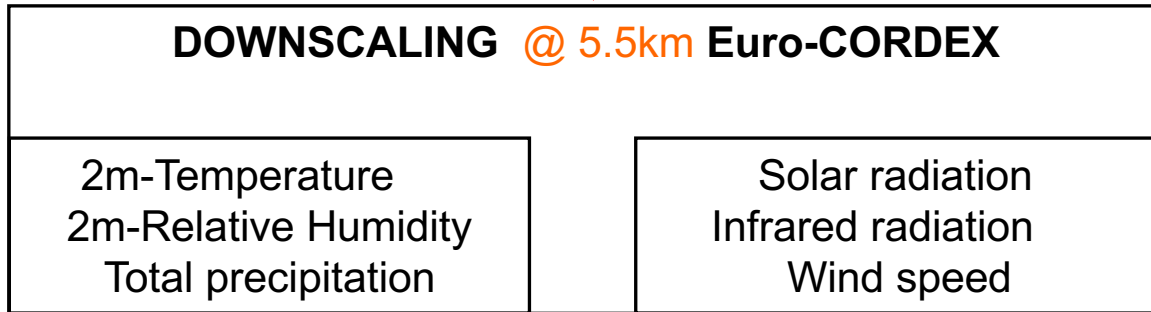 DOWNSCALING @ 5.5km Euro-CORDEX
2m-Temperature
2m-Relative Humidity
Total precipitation
Solar radiation
Infrared radiation
Wind speed